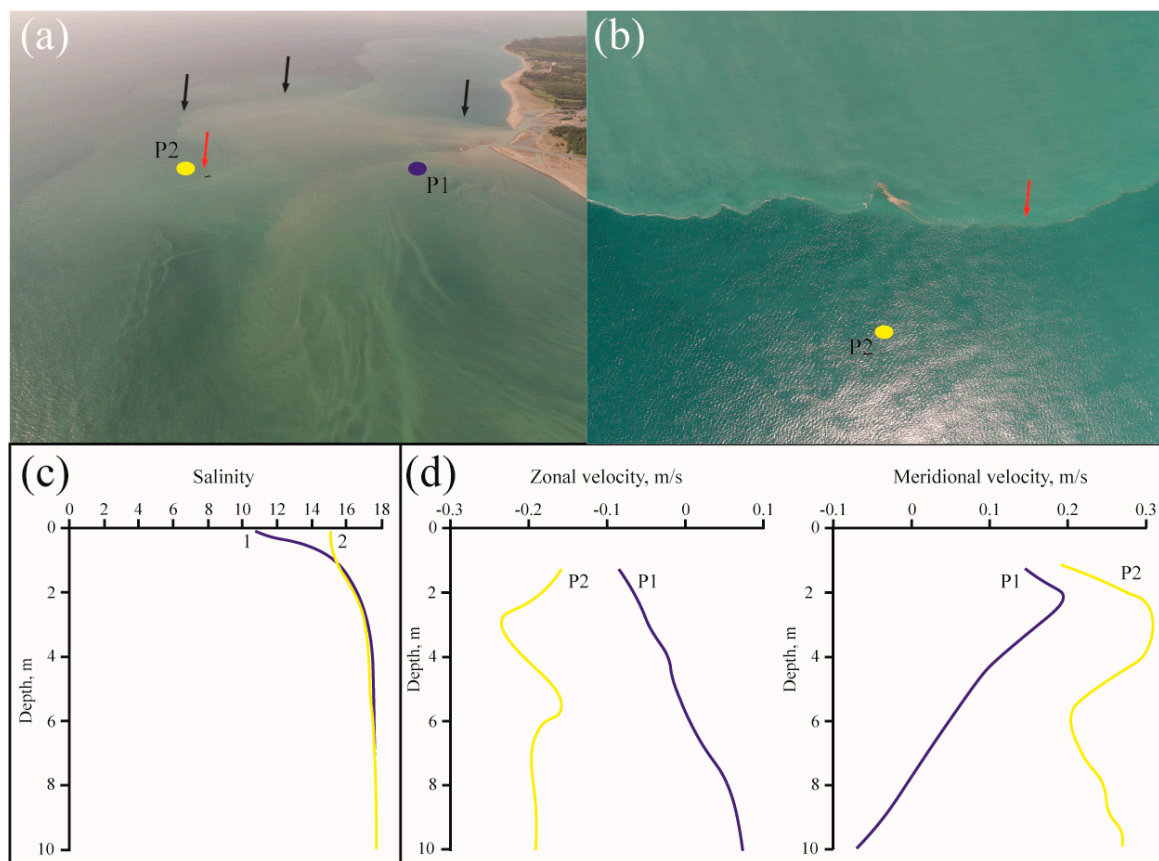 (a)
(b)
P2
P1
P2
(c)
Salinity
0 2 4 6 8 10 12 14 16 18
0
1 2
2
4
6
8
10
Depth, m
(d)
Zonal velocity, m/s
-0.3 -0.2 -0.1 0 0.1
0
P2 P1
2
4
6
8
10
Depth, m
Meridional velocity, m/s
-0.1 0 0.1 0.2 0.3
0
P1 P2
2
4
6
8
10
Depth, m